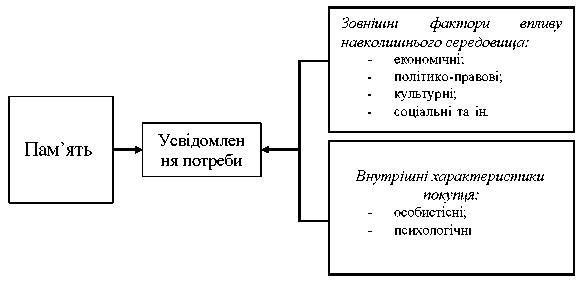 Пам’ять
Усвідомлен
ня потреби
Зовнішні фактори впливу
навколишнього середовища:
- економічні;
- політико-правові;
- культурні;
- соціальні та ін.
Внутрішні характеристики
покупця:
- особистісні;
- психологічні